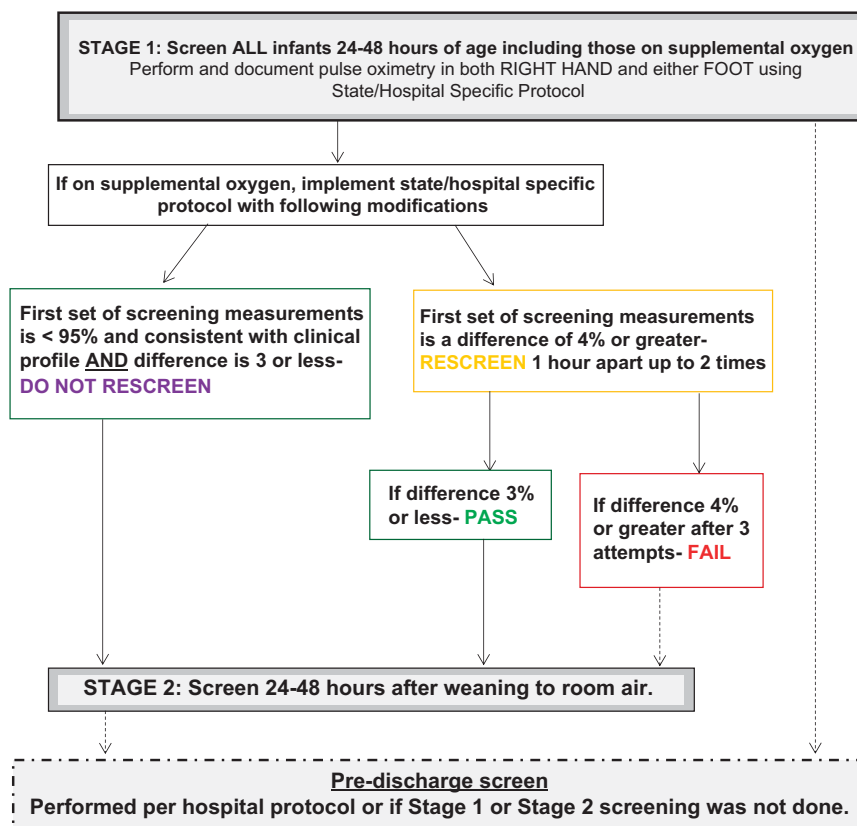 STAGE 1: Screen ALL infants 24-48 hours of age including those on supplemental oxygen
Perform and document pulse oximetry in both RIGHT HAND and either FOOT using
State/Hospital Specific Protocol
If on supplemental oxygen, implement state/hospital specific
protocol with following modifications
First set of screening measurements
is < 95% and consistent with clinical
profile AND difference is 3 or less-
DO NOT RESCREEN
First set of screening measurements
is a difference of 4% or greater-
RESCREEN 1 hour apart up to 2 times
If difference 3%
or less- PASS
If difference 4%
or greater after 3
attempts- FAIL
STAGE 2: Screen 24-48 hours after weaning to room air.
Pre-discharge screen
Performed per hospital protocol or if Stage 1 or Stage 2 screening was not done.